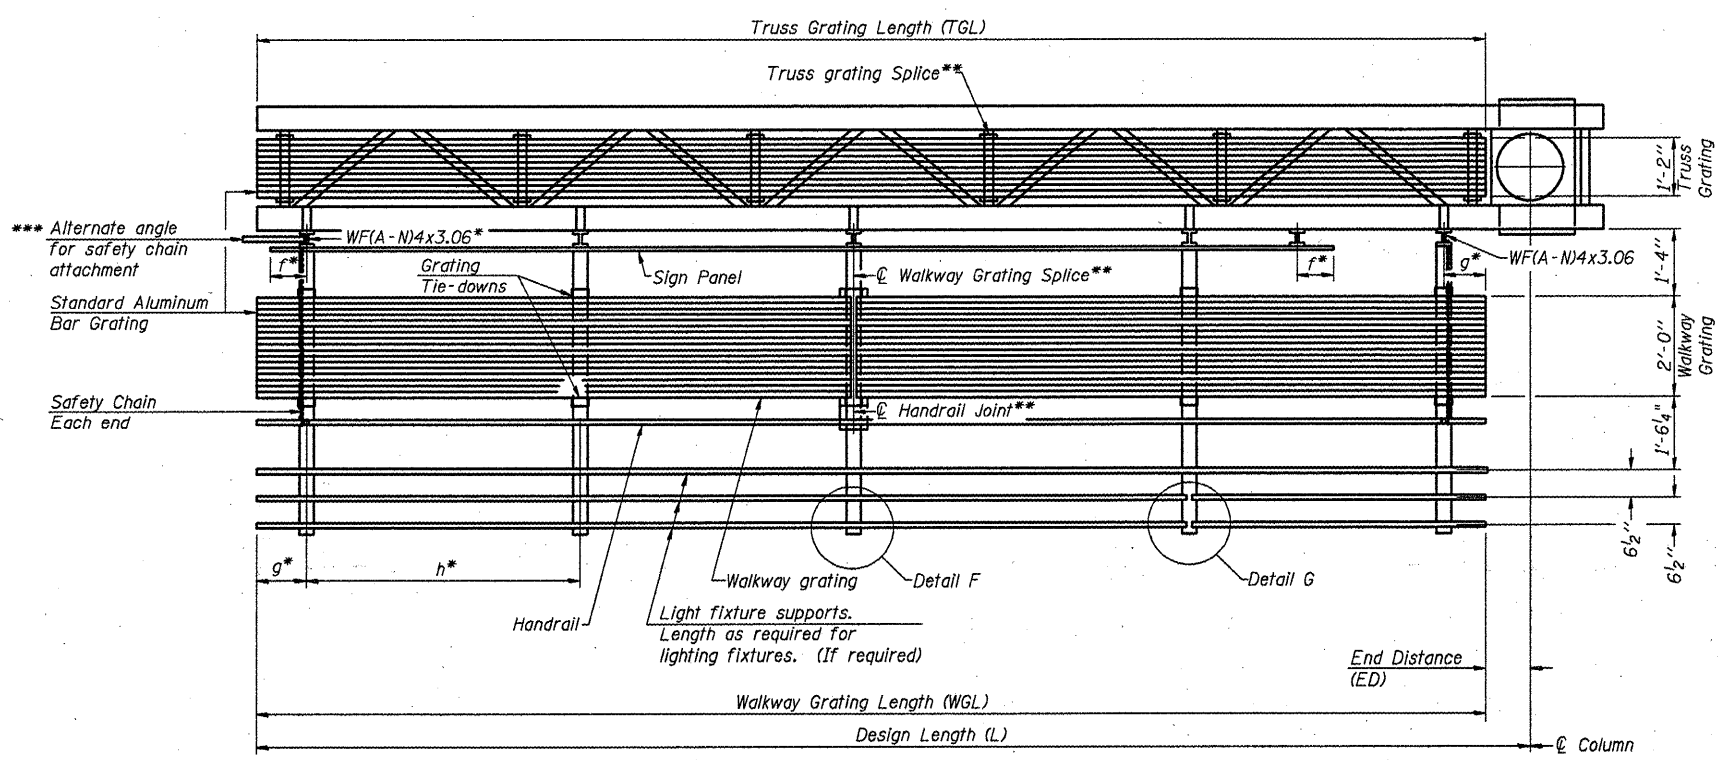 Truss Grating Length (TGL)
Truss grating Splice**
1'-2"
Truss
Grating
*** Alternate angle
for safety chain
attachment
WF(A-N)4x3.06*
WF(A-N)4x3.06
f*
Grating
Tie-downs
Sign Panel
℄ Walkway Grating Splice**
f*
g*
1'-4"
Standard Aluminum
Bar Grating
2'-0"
Walkway
Grating
Safety Chain
Each end
℄ Handrail Joint**
1'-6¼"
6½"
6½"
g*
h*
Walkway grating
Detail F
Detail G
Handrail
Light fixture supports.
Length as required for
lighting fixtures. (If required)
End Distance
(ED)
Walkway Grating Length (WGL)
Design Length (L)
℄ Column